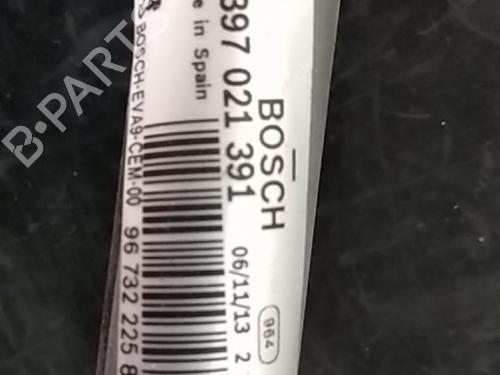 BOSCH
397 021 391
06/11/13 2
964
in Spain
BOSCH-EVA9-CEM-00
96 732 225 8
B-PARTS